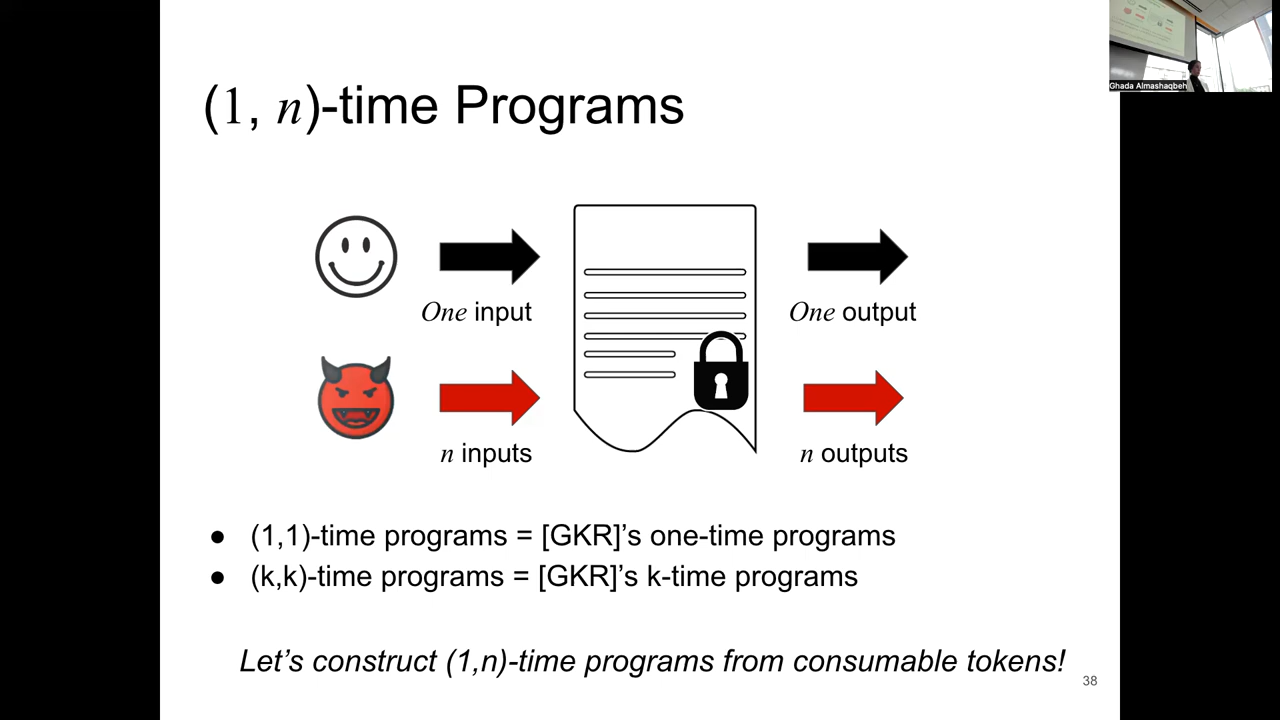 (1, n)-time Programs
Ghada Almashaqbeh
One input
One output
n inputs
n outputs
● (1,1)-time programs = [GKR]’s one-time programs
● (k,k)-time programs = [GKR]’s k-time programs
Let’s construct (1,n)-time programs from consumable tokens!
38